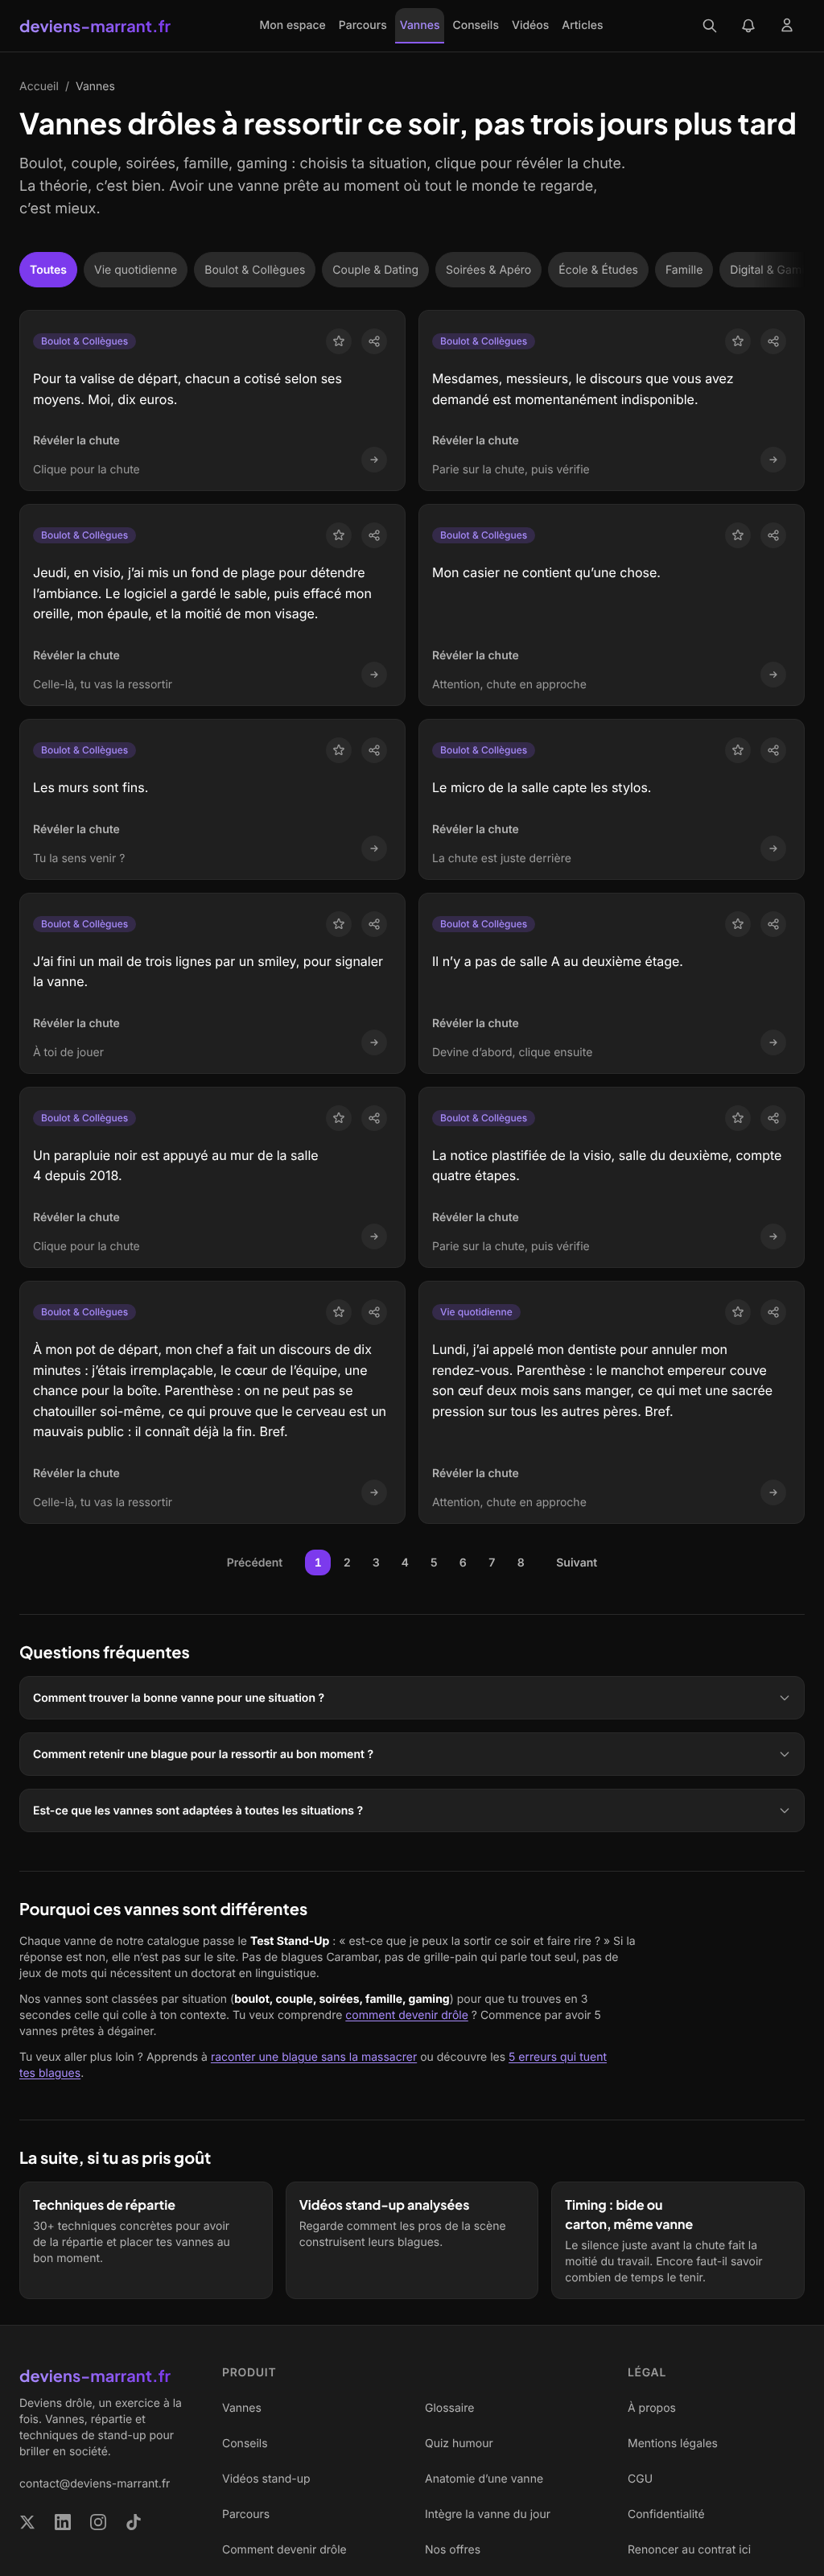 deviens-marrant.fr
Mon espace
Parcours
Vannes
Conseils
Vidéos
Articles
Accueil / Vannes
Vannes drôles à ressortir ce soir, pas trois jours plus tard
Boulot, couple, soirées, famille, gaming : choisis ta situation, clique pour révéler la chute.
La théorie, c’est bien. Avoir une vanne prête au moment où tout le monde te regarde,
c’est mieux.
Toutes
Vie quotidienne
Boulot & Collègues
Couple & Dating
Soirées & Apéro
École & Études
Famille
Digital & Gam
Boulot & Collègues
Pour ta valise de départ, chacun a cotisé selon ses
moyens. Moi, dix euros.
Révéler la chute
Clique pour la chute
Boulot & Collègues
Mesdames, messieurs, le discours que vous avez
demandé est momentanément indisponible.
Révéler la chute
Parie sur la chute, puis vérifie
Boulot & Collègues
Jeudi, en visio, j’ai mis un fond de plage pour détendre
l’ambiance. Le logiciel a gardé le sable, puis effacé mon
oreille, mon épaule, et la moitié de mon visage.
Révéler la chute
Celle-là, tu vas la ressortir
Boulot & Collègues
Mon casier ne contient qu’une chose.
Révéler la chute
Attention, chute en approche
Boulot & Collègues
Les murs sont fins.
Révéler la chute
Tu la sens venir ?
Boulot & Collègues
Le micro de la salle capte les stylos.
Révéler la chute
La chute est juste derrière
Boulot & Collègues
J’ai fini un mail de trois lignes par un smiley, pour signaler
la vanne.
Révéler la chute
À toi de jouer
Boulot & Collègues
Il n’y a pas de salle A au deuxième étage.
Révéler la chute
Devine d’abord, clique ensuite
Boulot & Collègues
Un parapluie noir est appuyé au mur de la salle
4 depuis 2018.
Révéler la chute
Clique pour la chute
Boulot & Collègues
La notice plastifiée de la visio, salle du deuxième, compte
quatre étapes.
Révéler la chute
Parie sur la chute, puis vérifie
Boulot & Collègues
À mon pot de départ, mon chef a fait un discours de dix
minutes : j’étais irremplaçable, le cœur de l’équipe, une
chance pour la boîte. Parenthèse : on ne peut pas se
chatouiller soi-même, ce qui prouve que le cerveau est un
mauvais public : il connaît déjà la fin. Bref.
Révéler la chute
Celle-là, tu vas la ressortir
Vie quotidienne
Lundi, j’ai appelé mon dentiste pour annuler mon
rendez-vous. Parenthèse : le manchot empereur couve
son œuf deux mois sans manger, ce qui met une sacrée
pression sur tous les autres pères. Bref.
Révéler la chute
Attention, chute en approche
Précédent 1 2 3 4 5 6 7 8 Suivant
Questions fréquentes
Comment trouver la bonne vanne pour une situation ?
Comment retenir une blague pour la ressortir au bon moment ?
Est-ce que les vannes sont adaptées à toutes les situations ?
Pourquoi ces vannes sont différentes
Chaque vanne de notre catalogue passe le Test Stand-Up : « est-ce que je peux la sortir ce soir et faire rire ? » Si la
réponse est non, elle n’est pas sur le site. Pas de blagues Carambar, pas de grille-pain qui parle tout seul, pas de
jeux de mots qui nécessitent un doctorat en linguistique.
Nos vannes sont classées par situation (boulot, couple, soirées, famille, gaming) pour que tu trouves en 3
secondes celle qui colle à ton contexte. Tu veux comprendre comment devenir drôle ? Commence par avoir 5
vannes prêtes à dégainer.
Tu veux aller plus loin ? Apprends à raconter une blague sans la massacrer ou découvre les 5 erreurs qui tuent
tes blagues.
La suite, si tu as pris goût
Techniques de répartie
30+ techniques concrètes pour avoir
de la répartie et placer tes vannes au
bon moment.
Vidéos stand-up analysées
Regarde comment les pros de la scène
construisent leurs blagues.
Timing : bide ou
carton, même vanne
Le silence juste avant la chute fait la
moitié du travail. Encore faut-il savoir
combien de temps le tenir.
deviens-marrant.fr
Deviens drôle, un exercice à la
fois. Vannes, répartie et
techniques de stand-up pour
briller en société.
contact@deviens-marrant.fr
PRODUIT
Vannes
Conseils
Vidéos stand-up
Parcours
Comment devenir drôle
Glossaire
Quiz humour
Anatomie d’une vanne
Intègre la vanne du jour
Nos offres
LÉGAL
À propos
Mentions légales
CGU
Confidentialité
Renoncer au contrat ici